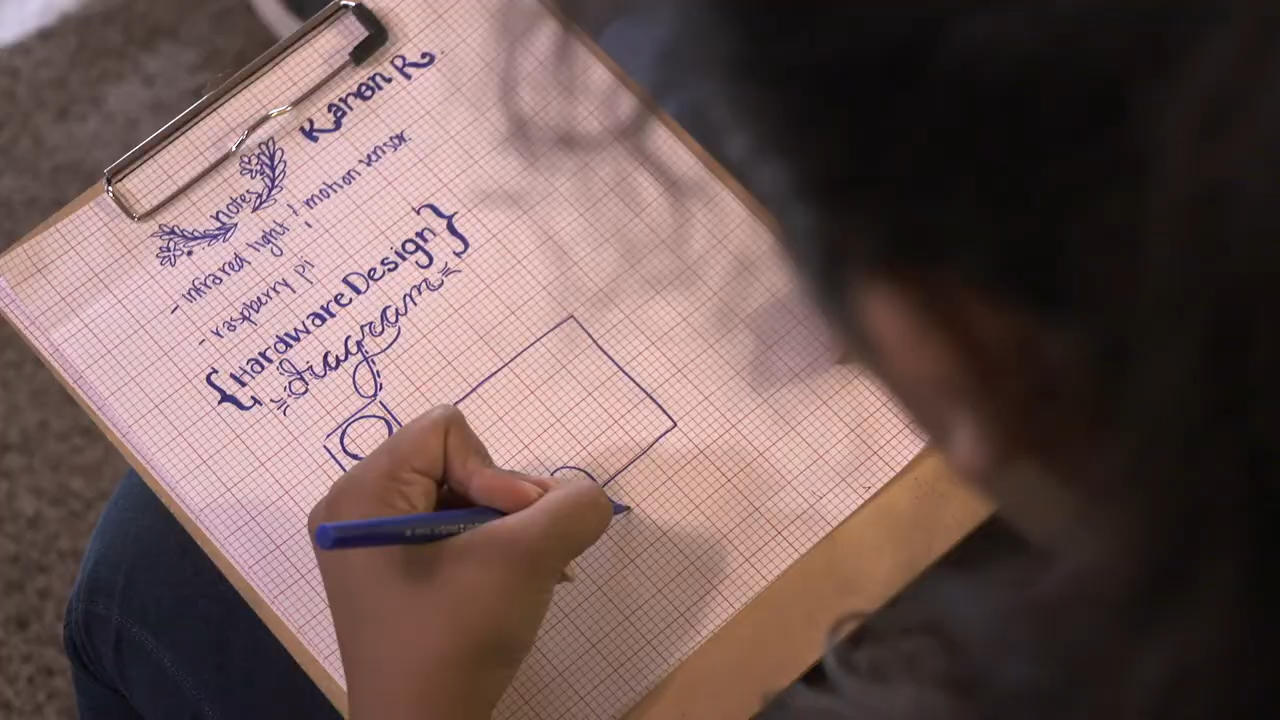 Karen R
notes
- infrared light / motion sensor
- raspberry pi
{Hardware Design}
diagram